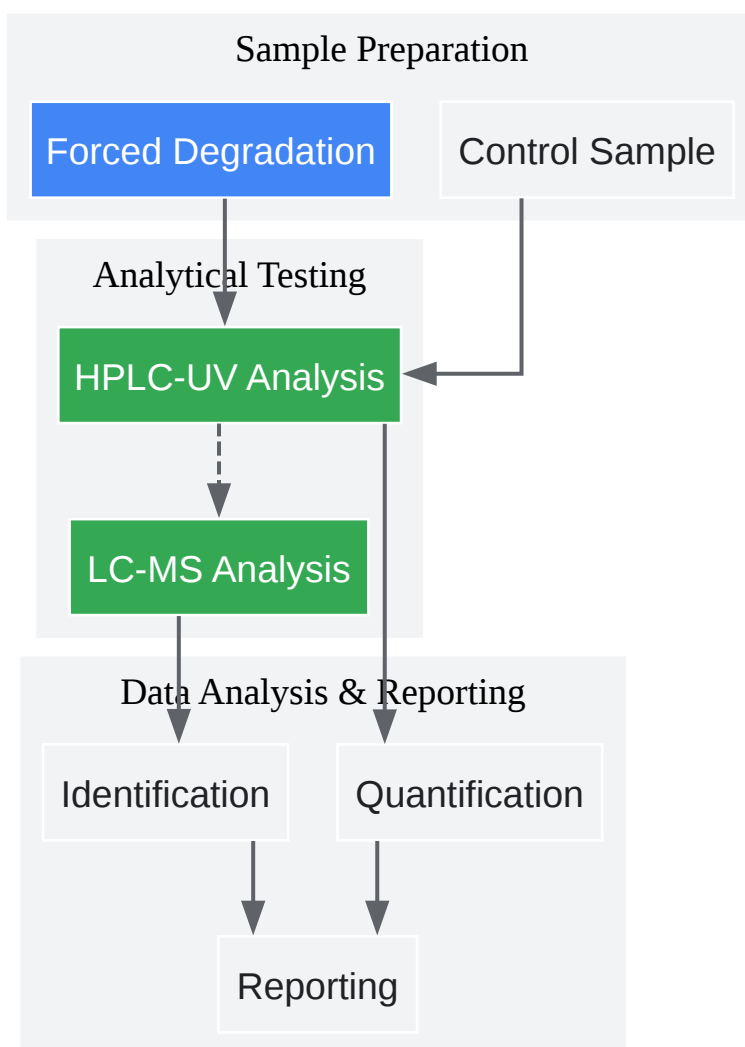 Sample Preparation
Forced Degradation
Control Sample
Analytical Testing
HPLC-UV Analysis
LC-MS Analysis
Data Analysis & Reporting
Identification
Quantification
Reporting